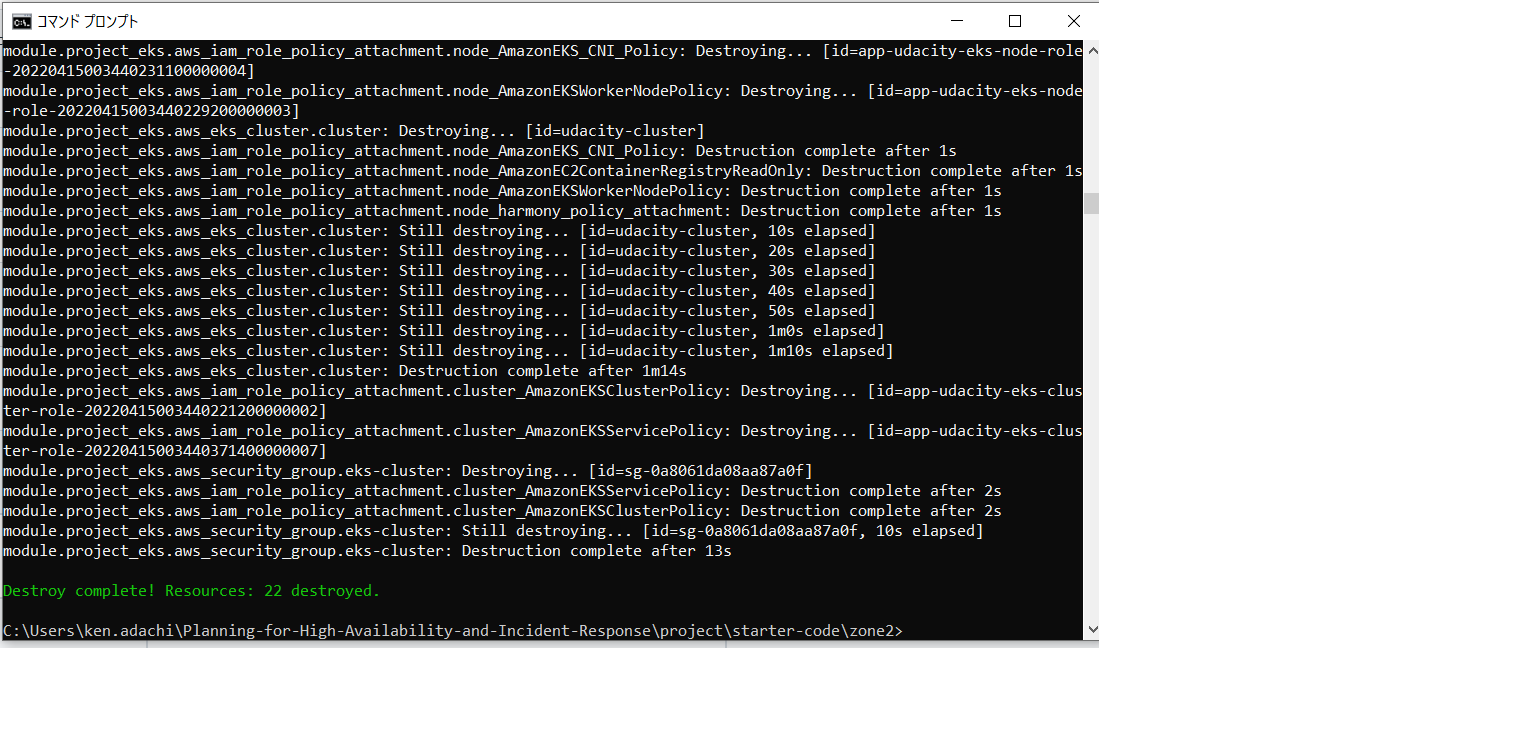 コマンド プロンプト
module.project_eks.aws_iam_role_policy_attachment.node_AmazonEKS_CNI_Policy: Destroying... [id=app-udacity-eks-node-role
-20220415003440231100000004]
module.project_eks.aws_iam_role_policy_attachment.node_AmazonEKSWorkerNodePolicy: Destroying... [id=app-udacity-eks-node
-role-20220415003440229200000003]
module.project_eks.aws_eks_cluster.cluster: Destroying... [id=udacity-cluster]
module.project_eks.aws_iam_role_policy_attachment.node_AmazonEKS_CNI_Policy: Destruction complete after 1s
module.project_eks.aws_iam_role_policy_attachment.node_AmazonEC2ContainerRegistryReadOnly: Destruction complete after 1s
module.project_eks.aws_iam_role_policy_attachment.node_AmazonEKSWorkerNodePolicy: Destruction complete after 1s
module.project_eks.aws_iam_role_policy_attachment.node_harmony_policy_attachment: Destruction complete after 1s
module.project_eks.aws_eks_cluster.cluster: Still destroying... [id=udacity-cluster, 10s elapsed]
module.project_eks.aws_eks_cluster.cluster: Still destroying... [id=udacity-cluster, 20s elapsed]
module.project_eks.aws_eks_cluster.cluster: Still destroying... [id=udacity-cluster, 30s elapsed]
module.project_eks.aws_eks_cluster.cluster: Still destroying... [id=udacity-cluster, 40s elapsed]
module.project_eks.aws_eks_cluster.cluster: Still destroying... [id=udacity-cluster, 50s elapsed]
module.project_eks.aws_eks_cluster.cluster: Still destroying... [id=udacity-cluster, 1m0s elapsed]
module.project_eks.aws_eks_cluster.cluster: Still destroying... [id=udacity-cluster, 1m10s elapsed]
module.project_eks.aws_eks_cluster.cluster: Destruction complete after 1m14s
module.project_eks.aws_iam_role_policy_attachment.cluster_AmazonEKSClusterPolicy: Destroying... [id=app-udacity-eks-clus
ter-role-20220415003440221200000002]
module.project_eks.aws_iam_role_policy_attachment.cluster_AmazonEKSServicePolicy: Destroying... [id=app-udacity-eks-clus
ter-role-20220415003440371400000007]
module.project_eks.aws_security_group.eks-cluster: Destroying... [id=sg-0a8061da08aa87a0f]
module.project_eks.aws_iam_role_policy_attachment.cluster_AmazonEKSServicePolicy: Destruction complete after 2s
module.project_eks.aws_iam_role_policy_attachment.cluster_AmazonEKSClusterPolicy: Destruction complete after 2s
module.project_eks.aws_security_group.eks-cluster: Still destroying... [id=sg-0a8061da08aa87a0f, 10s elapsed]
module.project_eks.aws_security_group.eks-cluster: Destruction complete after 13s
Destroy complete! Resources: 22 destroyed.
C:\Users\ken.adachi\Planning-for-High-Availability-and-Incident-Response\project\starter-code\zone2>